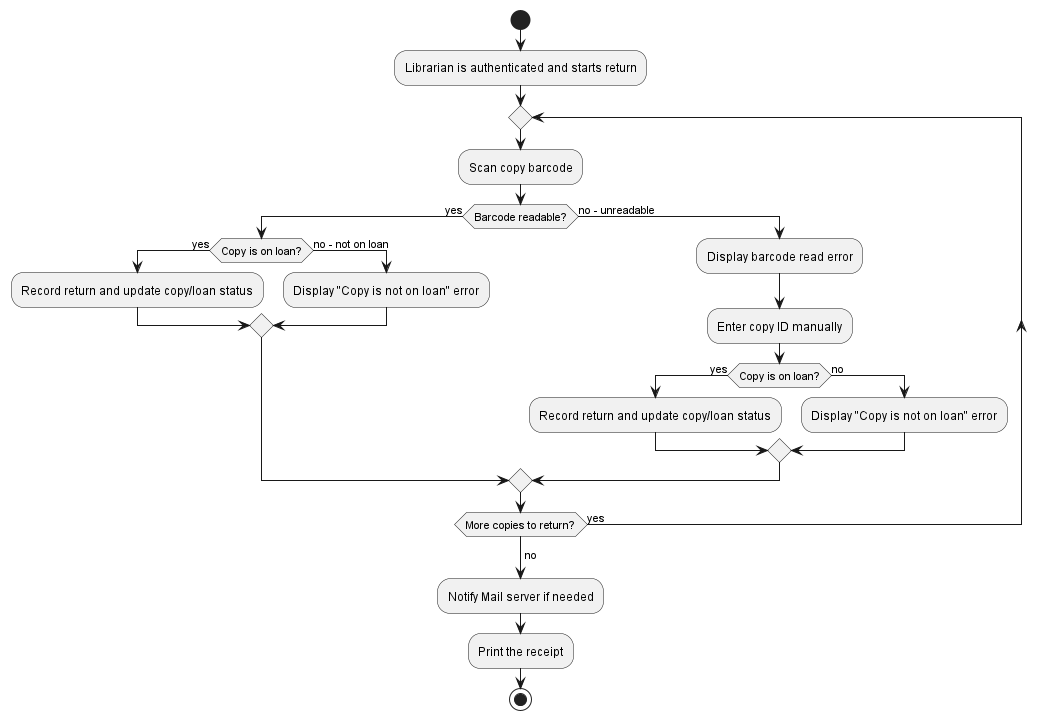 Librarian is authenticated and starts return
Scan copy barcode
yes
Barcode readable?
no - unreadable
yes
Copy is on loan?
no - not on loan
Record return and update copy/loan status
Display "Copy is not on loan" error
Display barcode read error
Enter copy ID manually
yes
Copy is on loan?
no
Record return and update copy/loan status
Display "Copy is not on loan" error
More copies to return?
yes
no
Notify Mail server if needed
Print the receipt